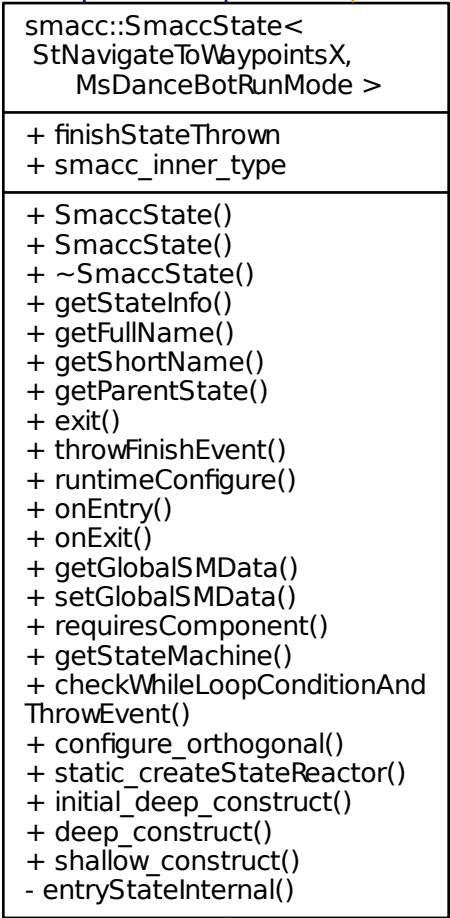 smacc::SmaccState<
StNavigateToWaypointsX,
MsDanceBotRunMode >
+ finishStateThrown
+ smacc_inner_type
+ SmaccState()
+ SmaccState()
+ ~SmaccState()
+ getStateInfo()
+ getFullName()
+ getShortName()
+ getParentState()
+ exit()
+ throwFinishEvent()
+ runtimeConfigure()
+ onEntry()
+ onExit()
+ getGlobalSMData()
+ setGlobalSMData()
+ requiresComponent()
+ getStateMachine()
+ checkWhileLoopConditionAnd
ThrowEvent()
+ configure_orthogonal()
+ static_createStateReactor()
+ initial_deep_construct()
+ deep_construct()
+ shallow_construct()
- entryStateInternal()